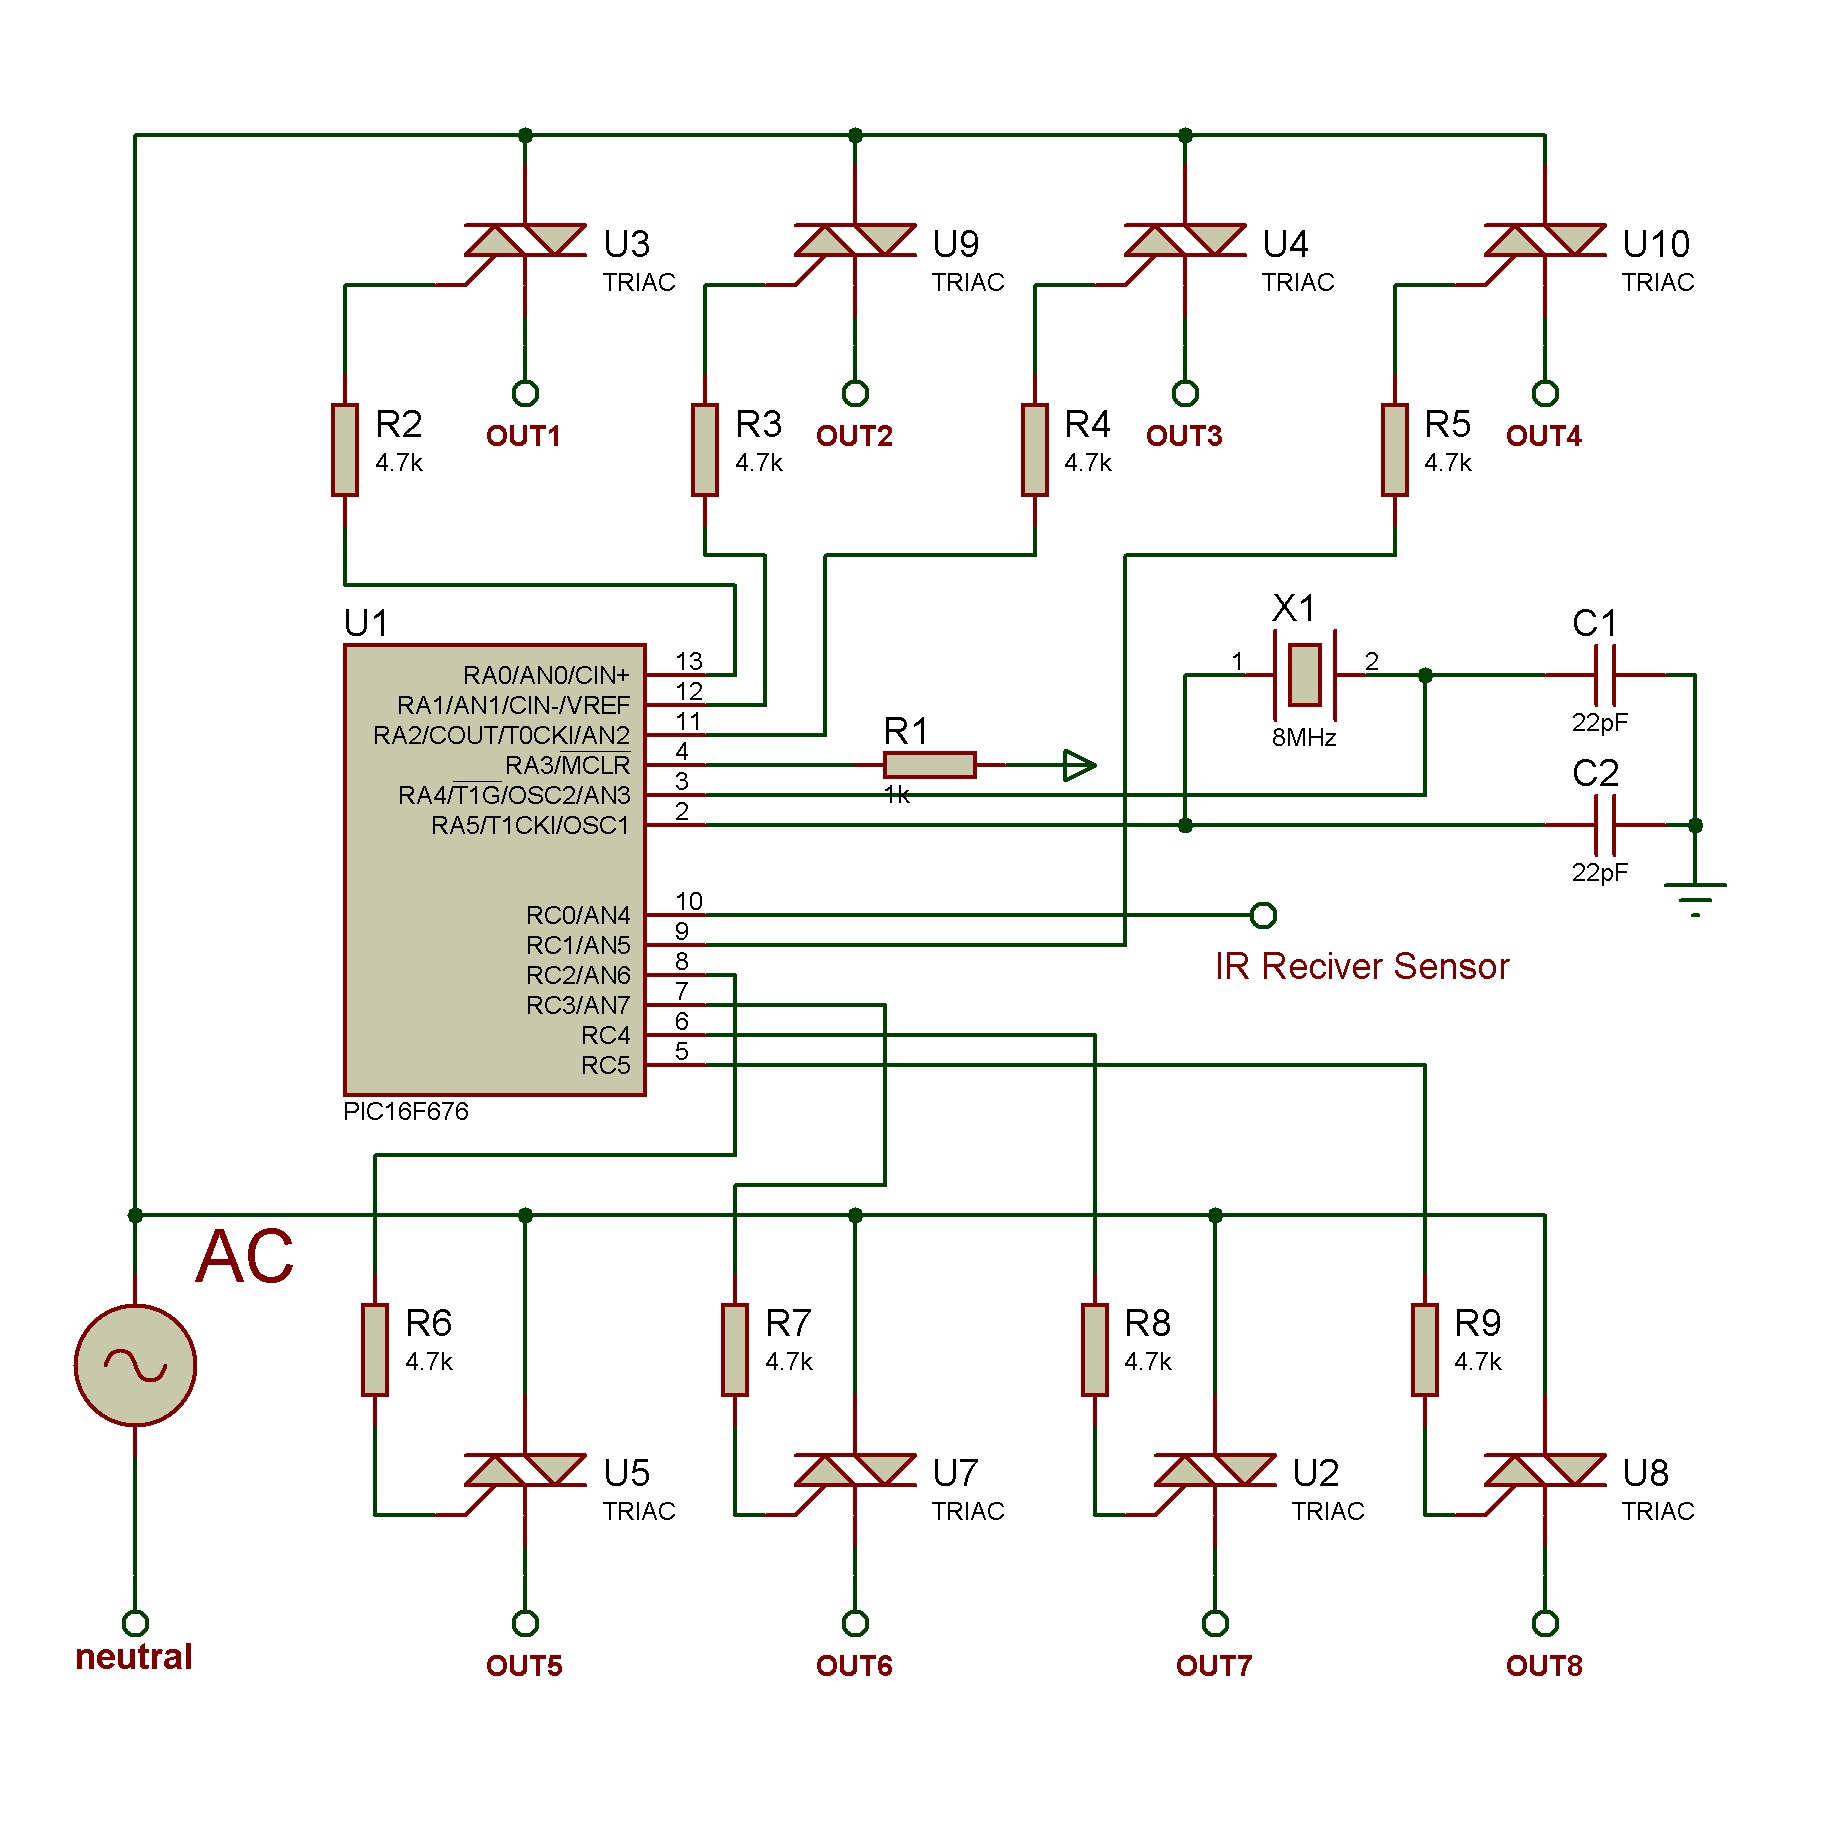 U3
TRIAC
U9
TRIAC
U4
TRIAC
U10
TRIAC
R2
4.7k
OUT1
R3
4.7k
OUT2
R4
4.7k
OUT3
R5
4.7k
OUT4
U1
RA0/AN0/CIN+ 13
RA1/AN1/CIN-/VREF 12
RA2/COUT/T0CKI/AN2 11
RA3/MCLR 4
RA4/T1G/OSC2/AN3 3
RA5/T1CKI/OSC1 2
RC0/AN4 10
RC1/AN5 9
RC2/AN6 8
RC3/AN7 7
RC4 6
RC5 5
PIC16F676
R1
1k
X1
1 2
8MHz
C1
22pF
C2
22pF
IR Reciver Sensor
AC
R6
4.7k
R7
4.7k
R8
4.7k
R9
4.7k
U5
TRIAC
U7
TRIAC
U2
TRIAC
U8
TRIAC
neutral
OUT5
OUT6
OUT7
OUT8